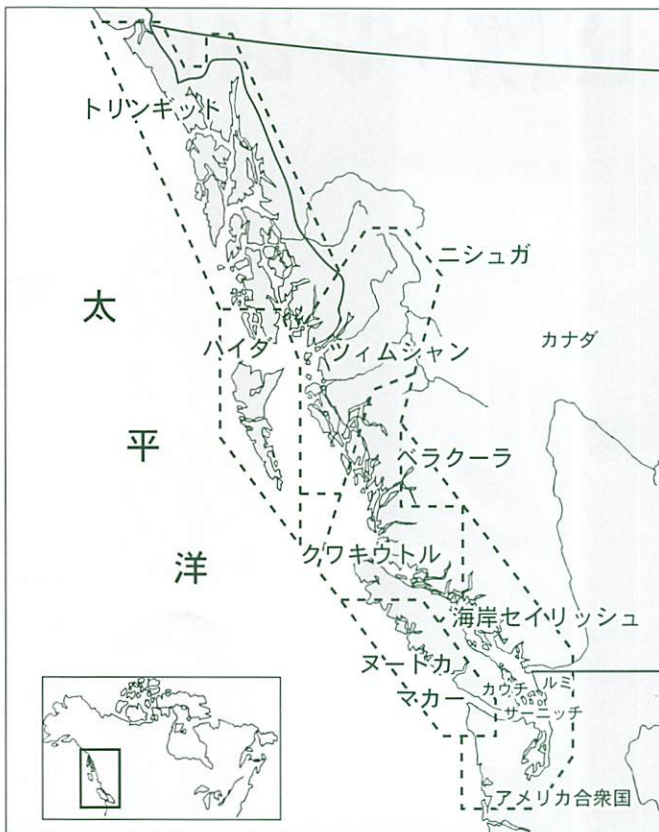 トリンギッド
ニシュガ
太平洋
ハイダ
ツィムシャン
カナダ
ベラクーラ
クワキウトル
海岸セイリッシュ
ヌートカ
マカー
カウチ
ルミ
サーニッチ
アメリカ合衆国